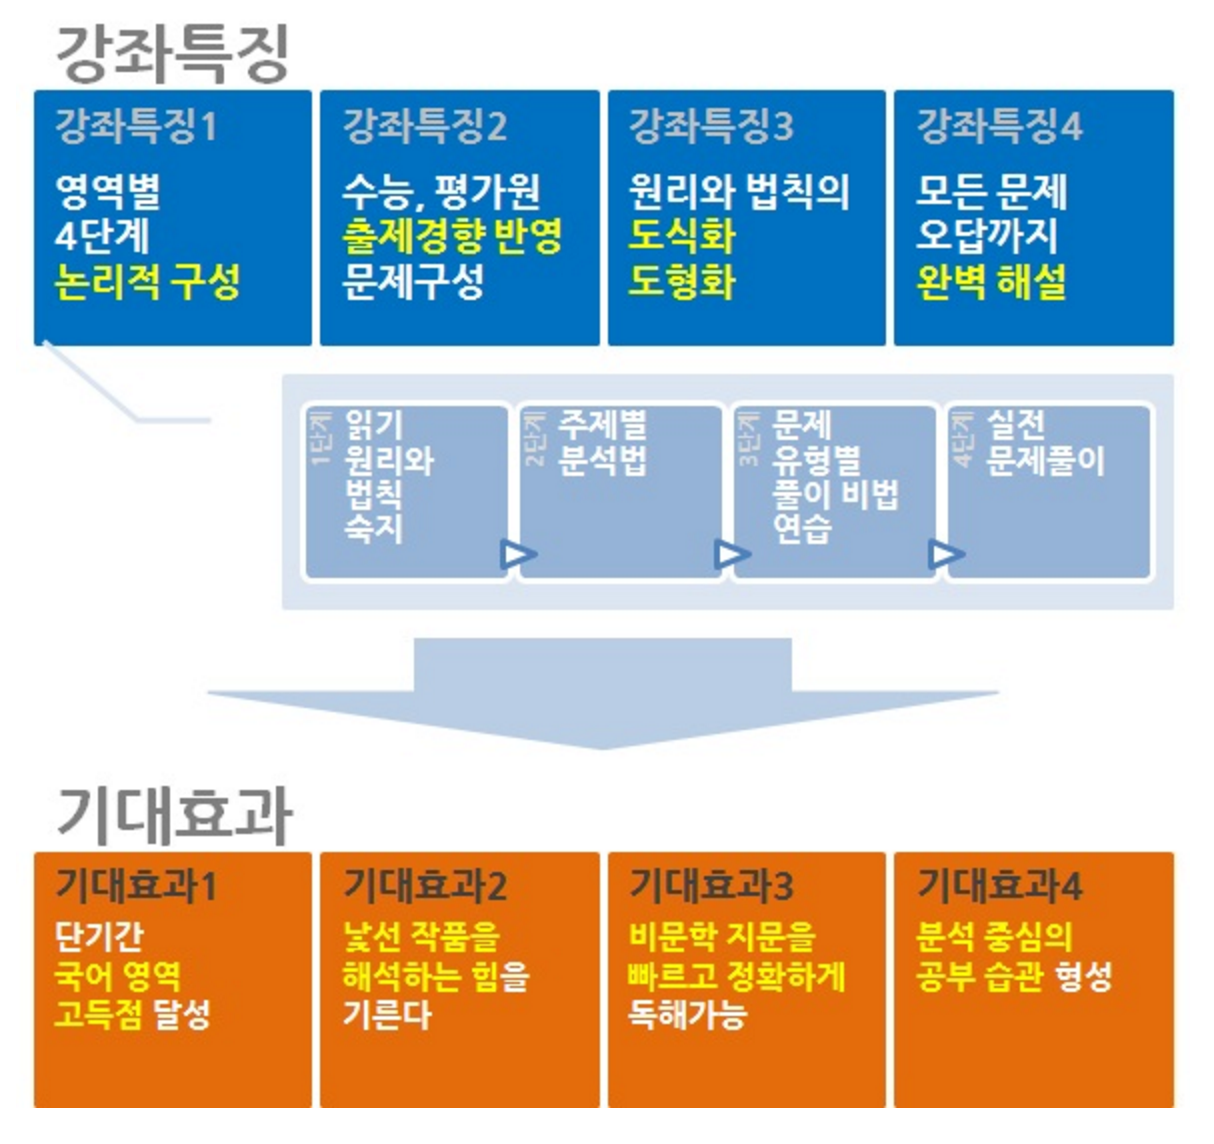 강좌특징
강좌특징1
영역별
4단계
논리적 구성
강좌특징2
수능, 평가원
출제경향 반영
문제구성
강좌특징3
원리와 법칙의
도식화
도형화
강좌특징4
모든 문제
오답까지
완벽 해설
1단계
읽기
원리와
법칙
숙지
2단계
주제별
분석법
3단계
문제
유형별
풀이 비법
연습
4단계
실전
문제풀이
기대효과
기대효과1
단기간
국어 영역
고득점 달성
기대효과2
낯선 작품을
해석하는 힘을
기른다
기대효과3
비문학 지문을
빠르고 정확하게
독해가능
기대효과4
분석 중심의
공부 습관 형성